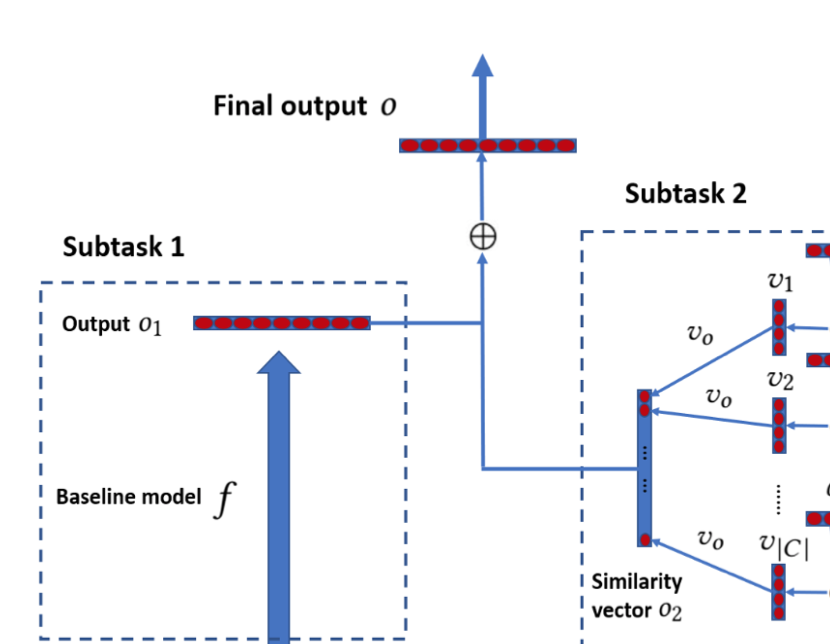 Final output o
Subtask 2
Subtask 1
v₁
Output o₁
vₒ
v₂
vₒ
Baseline model f
vₒ
v|C|
Similarity
vector o₂